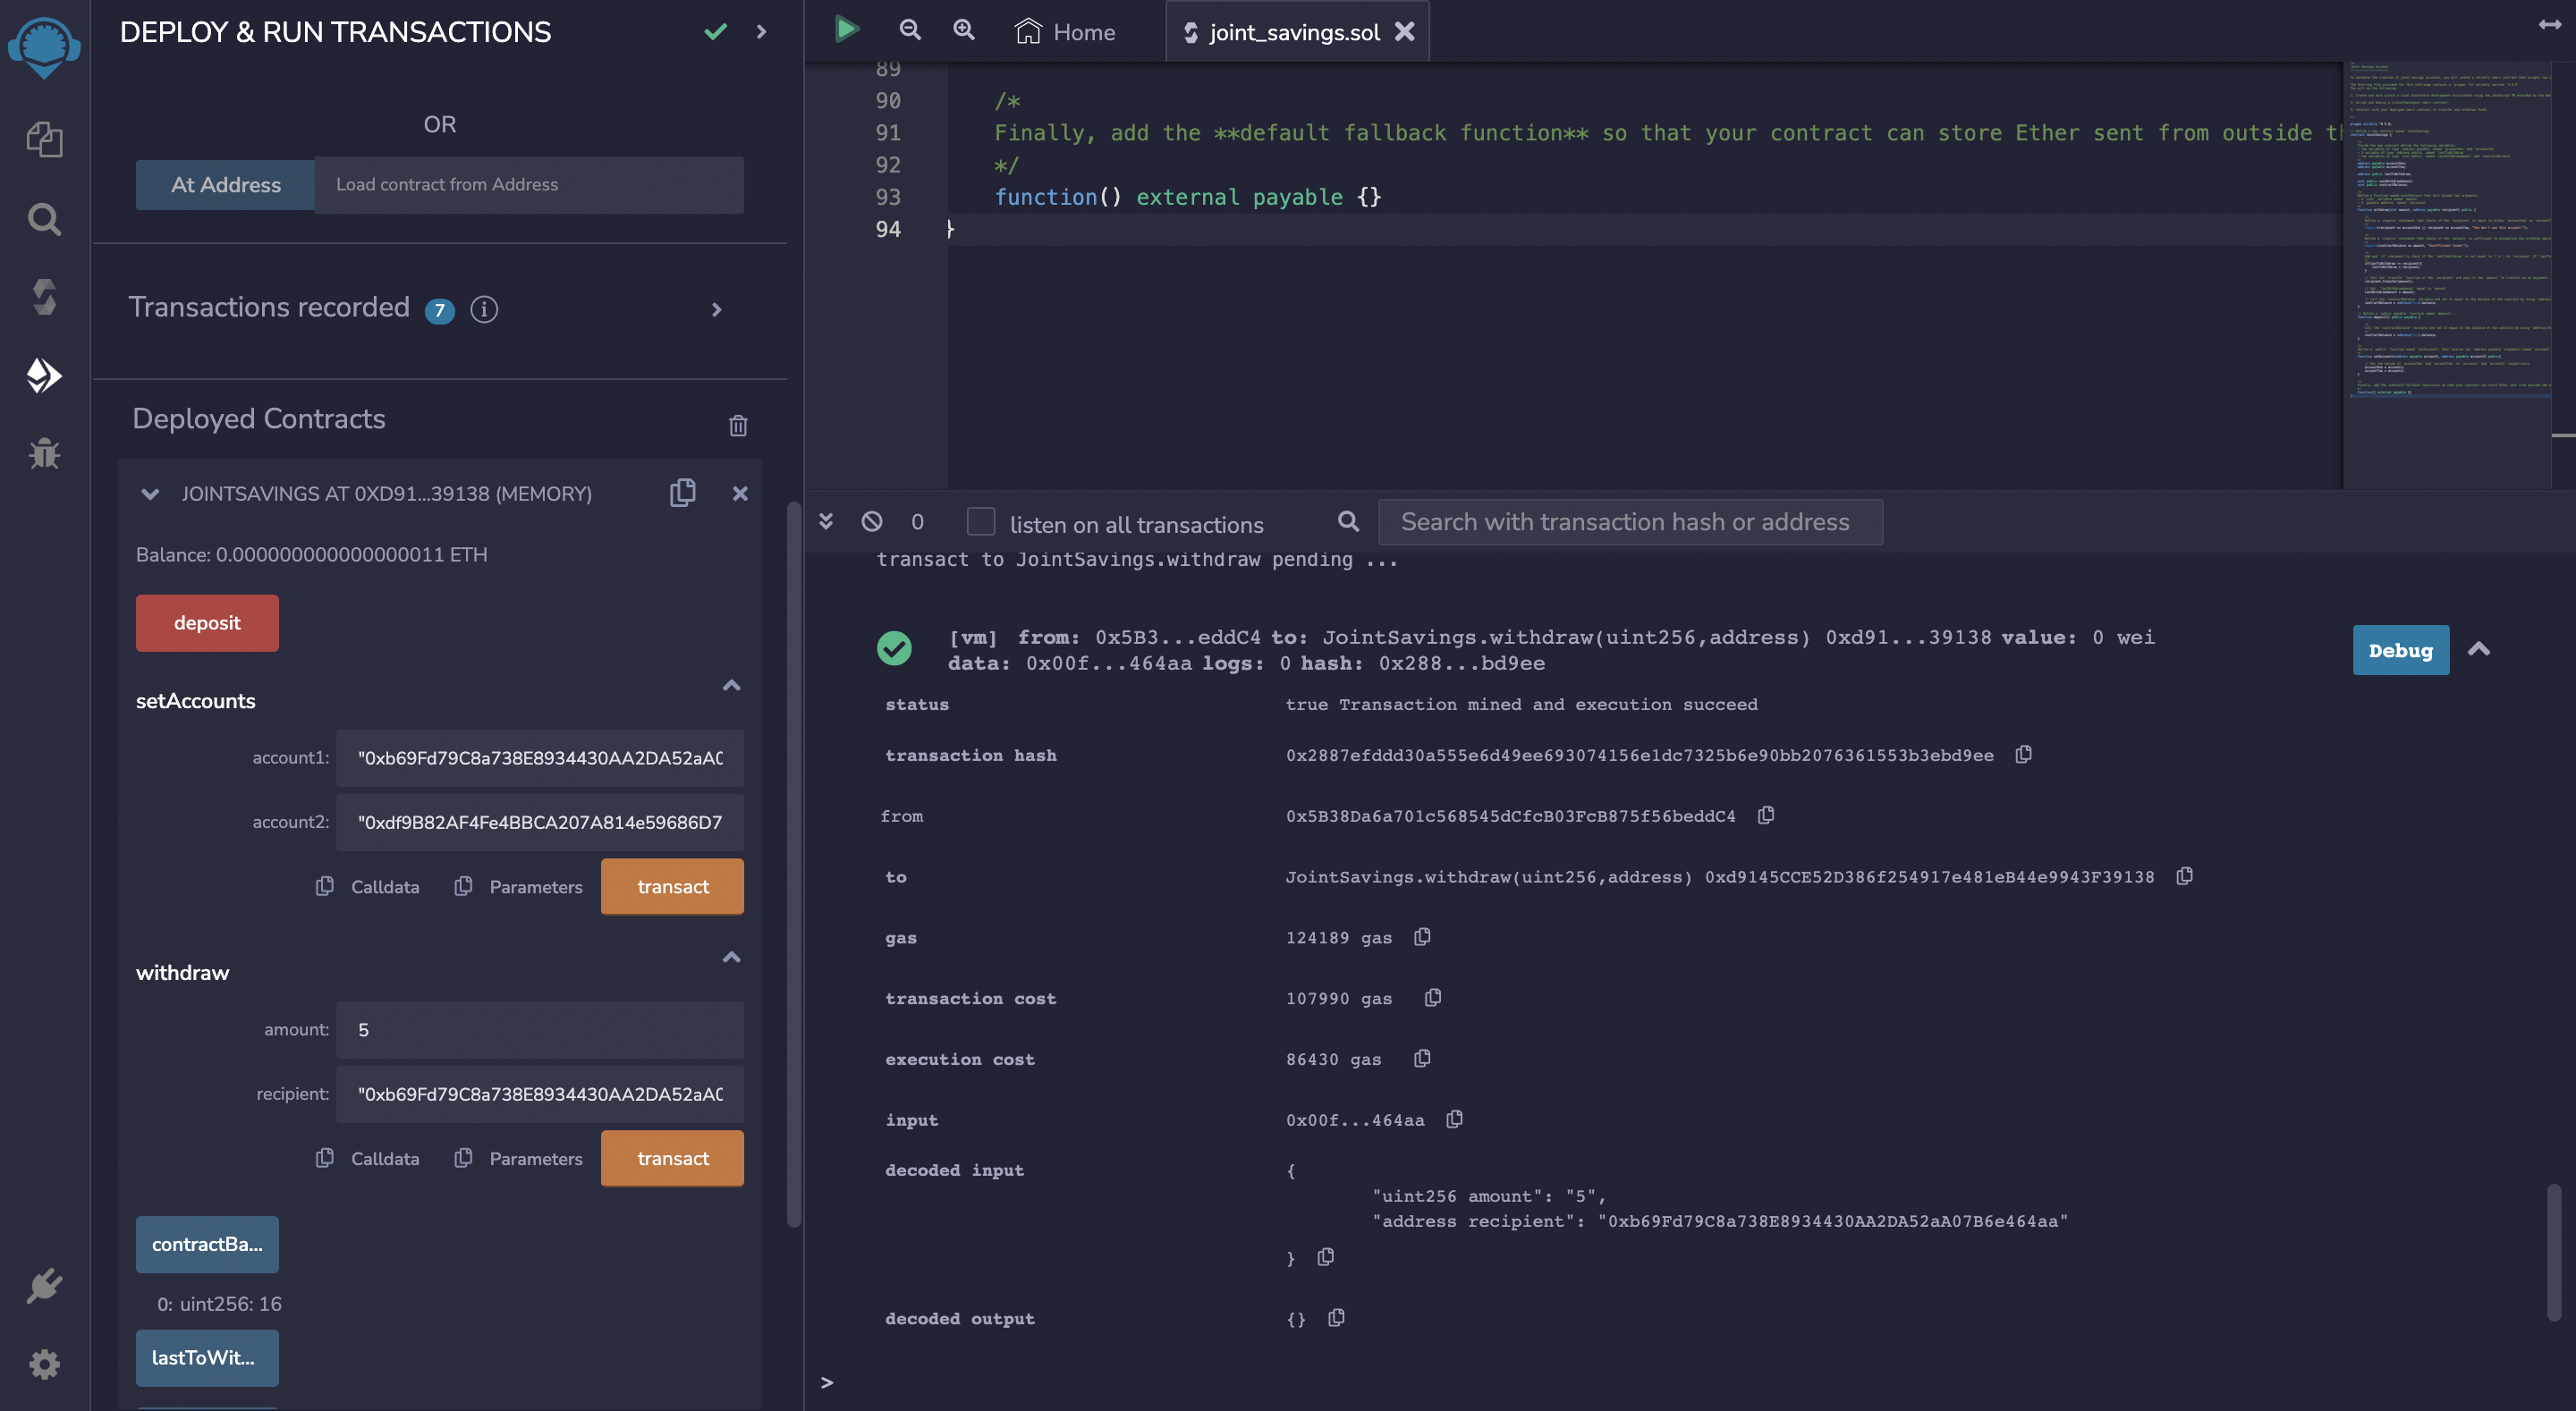 DEPLOY & RUN TRANSACTIONS
OR
At Address
Load contract from Address
Transactions recorded 7
Deployed Contracts
JOINTSAVINGS AT 0XD91...39138 (MEMORY)
Balance: 0.000000000000000011 ETH
deposit
setAccounts
account1: "0xb69Fd79C8a738E8934430AA2DA52aA0
account2: "0xdf9B82AF4Fe4BBCA207A814e59686D7
Calldata Parameters transact
withdraw
amount: 5
recipient: "0xb69Fd79C8a738E8934430AA2DA52aA0
Calldata Parameters transact
contractBa...
0: uint256: 16
lastToWit...
Home
joint_savings.sol
89
90 /*
91 Finally, add the **default fallback function** so that your contract can store Ether sent from outside th
92 */
93 function() external payable {}
94 }
0 listen on all transactions
Search with transaction hash or address
transact to JointSavings.withdraw pending ...
[vm] from: 0x5B3...eddC4 to: JointSavings.withdraw(uint256,address) 0xd91...39138 value: 0 wei
data: 0x00f...464aa logs: 0 hash: 0x288...bd9ee
Debug
status true Transaction mined and execution succeed
transaction hash 0x2887efddd30a555e6d49ee693074156e1dc7325b6e90bb2076361553b3ebd9ee
from 0x5B38Da6a701c568545dCfcB03FcB875f56beddC4
to JointSavings.withdraw(uint256,address) 0xd9145CCE52D386f254917e481eB44e9943F39138
gas 124189 gas
transaction cost 107990 gas
execution cost 86430 gas
input 0x00f...464aa
decoded input {
"uint256 amount": "5",
"address recipient": "0xb69Fd79C8a738E8934430AA2DA52aA07B6e464aa"
}
decoded output {}
>